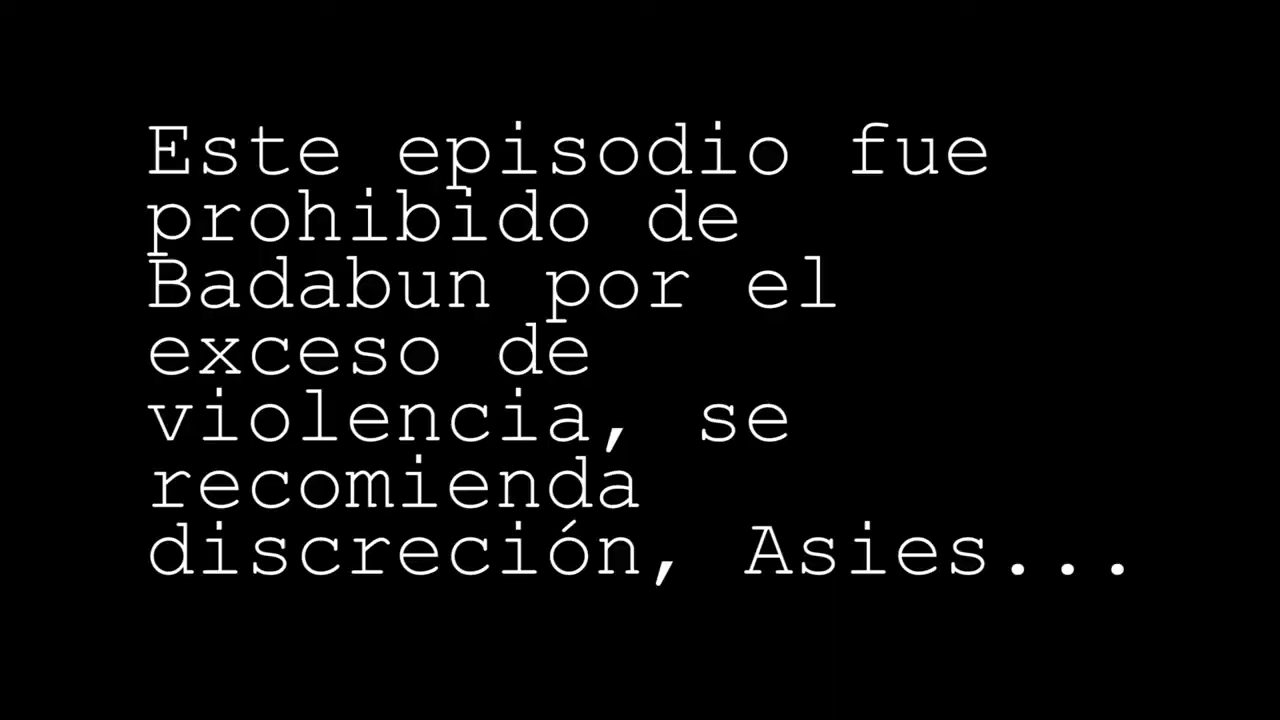 Este episodio fue
prohibido de
Badabun por el
exceso de
violencia, se
recomienda
discreción, Asies...